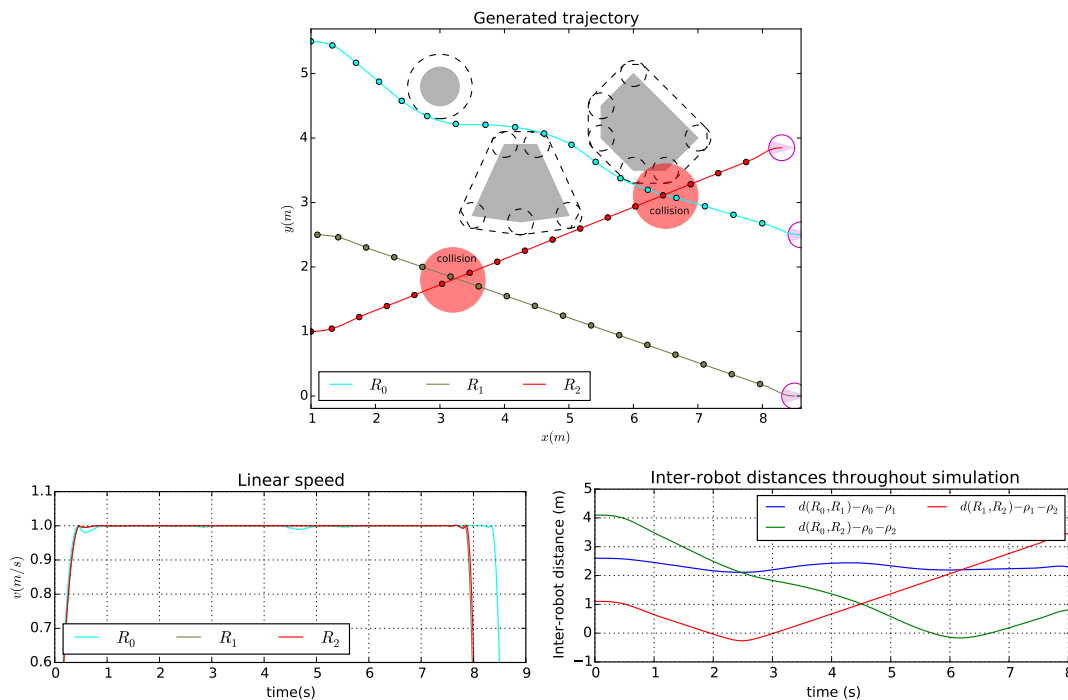 Generated trajectory
5
4
3
2
1
0
y(m)
collision
collision
R₀ R₁ R₂
1 2 3 4 5 6 7 8
x(m)
Linear speed
1.1
1.0
0.9
0.8
0.7
0.6
v(m/s)
R₀ R₁ R₂
0 1 2 3 4 5 6 7 8 9
time(s)
Inter-robot distances throughout simulation
5
4
3
2
1
0
−1
Inter-robot distance (m)
d(R₀,R₁)−ρ₀−ρ₁ d(R₁,R₂)−ρ₁−ρ₂
d(R₀,R₂)−ρ₀−ρ₂
0 1 2 3 4 5 6 7 8
time (s)